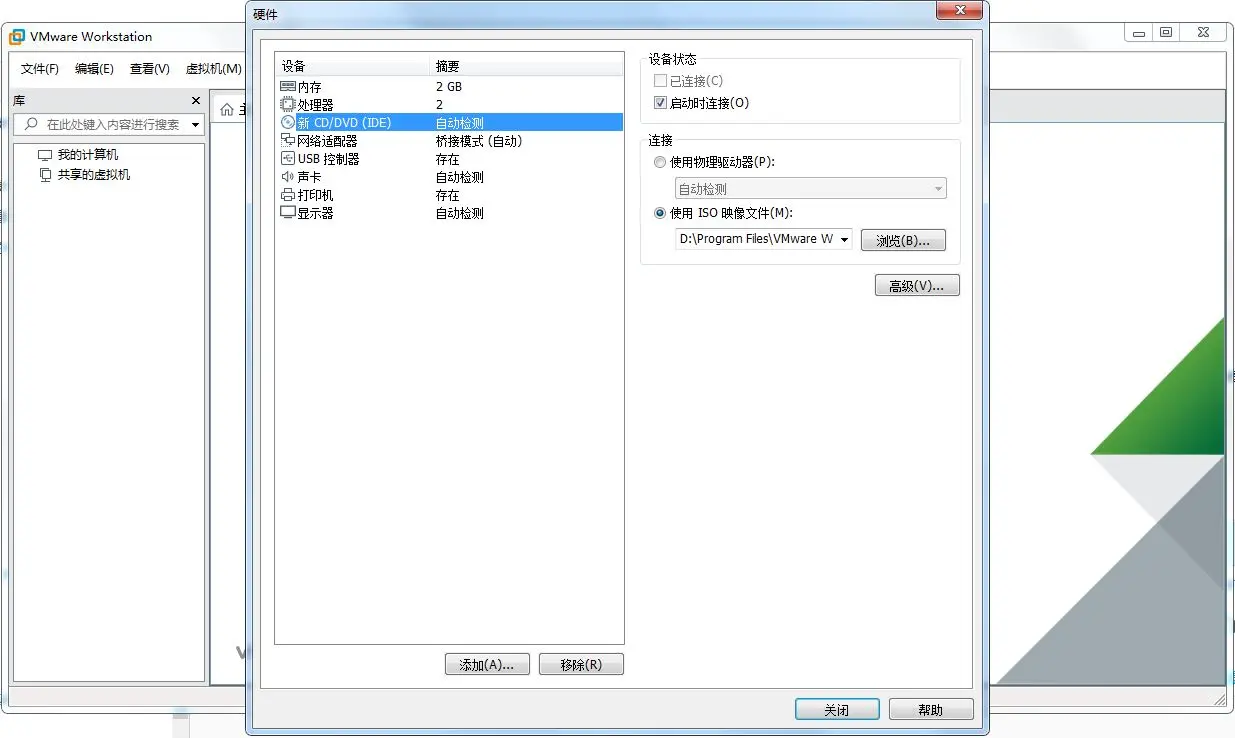 硬件
VMware Workstation
文件(F) 编辑(E) 查看(V) 虚拟机(M)
库
在此处键入内容进行搜索
我的计算机
共享的虚拟机
设备 摘要
内存 2 GB
处理器 2
新 CD/DVD (IDE) 自动检测
网络适配器 桥接模式 (自动)
USB 控制器 存在
声卡 自动检测
打印机 存在
显示器 自动检测
添加(A)... 移除(R)
设备状态
已连接(C)
启动时连接(O)
连接
使用物理驱动器(P):
自动检测
使用 ISO 映像文件(M):
D:\Program Files\VMware W 浏览(B)...
高级(V)...
关闭 帮助